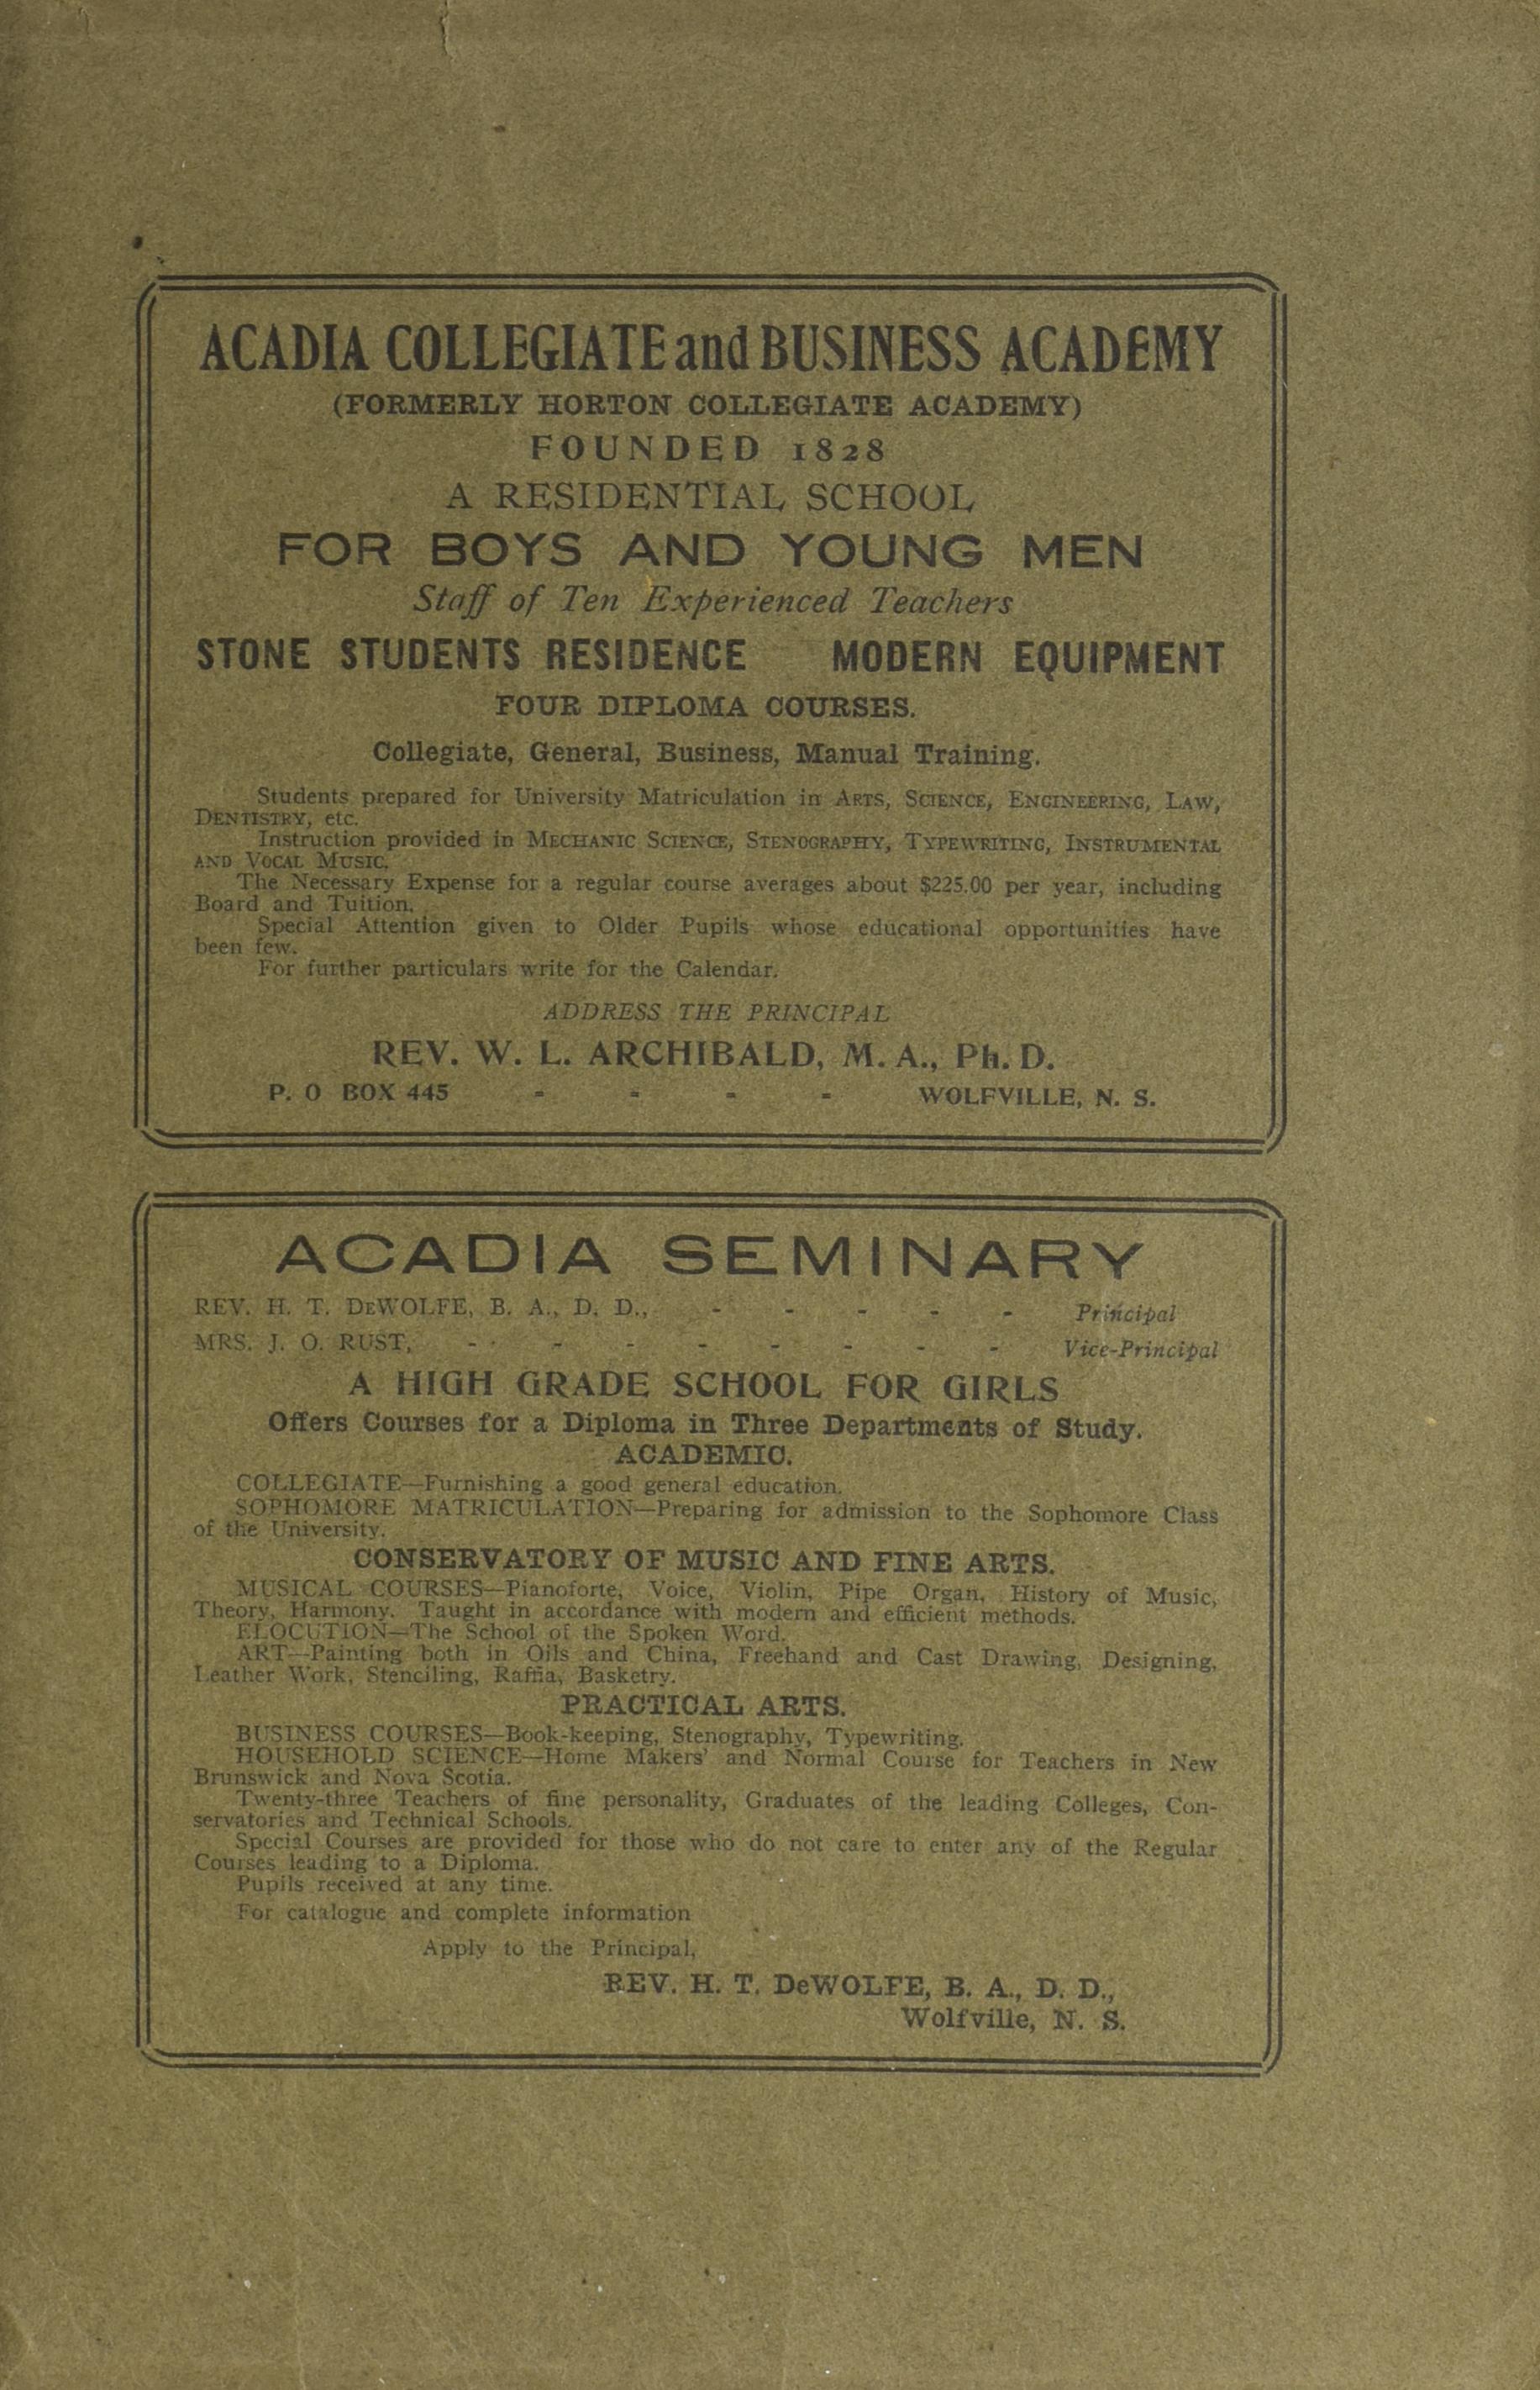 ACADIA COLLEGIATE and BUSINESS ACADEMY
(FORMERLY HORTON COLLEGIATE ACADEMY)
FOUNDED 1828
A RESIDENTIAL SCHOOL
FOR BOYS AND YOUNG MEN
Staff of Ten Experienced Teachers
STONE STUDENTS RESIDENCE MODERN EQUIPMENT
FOUR DIPLOMA COURSES.
Collegiate, General, Business, Manual Training.
Students prepared for University Matriculation in ARTS, SCIENCE, ENGINEERING, LAW,
DENTISTRY, etc.
Instruction provided in MECHANIC SCIENCE, STENOGRAPHY, TYPEWRITING, INSTRUMENTAL
AND VOCAL MUSIC.
The Necessary Expense for a regular course averages about $225.00 per year, including
Board and Tuition.
Special Attention given to Older Pupils whose educational opportunities have
been few.
For further particulars write for the Calendar.
ADDRESS THE PRINCIPAL
REV. W. L. ARCHIBALD, M. A., Ph. D.
P. O BOX 445 - - - - WOLFVILLE, N. S.
ACADIA SEMINARY
REV. H. T. DEWOLFE, B. A., D. D., - - - - - Principal
MRS. J. O. RUST, - - - - - - - - Vice-Principal
A HIGH GRADE SCHOOL FOR GIRLS
Offers Courses for a Diploma in Three Departments of Study.
ACADEMIC.
COLLEGIATE—Furnishing a good general education.
SOPHOMORE MATRICULATION—Preparing for admission to the Sophomore Class
of the University.
CONSERVATORY OF MUSIC AND FINE ARTS.
MUSICAL COURSES—Pianoforte, Voice, Violin, Pipe Organ, History of Music,
Theory, Harmony. Taught in accordance with modern and efficient methods.
ELOCUTION—The School of the Spoken Word.
ART—Painting both in Oils and China, Freehand and Cast Drawing, Designing,
Leather Work, Stenciling, Raffia, Basketry.
PRACTICAL ARTS.
BUSINESS COURSES—Book-keeping, Stenography, Typewriting.
HOUSEHOLD SCIENCE—Home Makers' and Normal Course for Teachers in New
Brunswick and Nova Scotia.
Twenty-three Teachers of fine personality, Graduates of the leading Colleges, Con-
servatories and Technical Schools.
Special Courses are provided for those who do not care to enter any of the Regular
Courses leading to a Diploma.
Pupils received at any time.
For catalogue and complete information
Apply to the Principal,
REV. H. T. DeWOLFE, B. A., D. D.,
Wolfville, N. S.